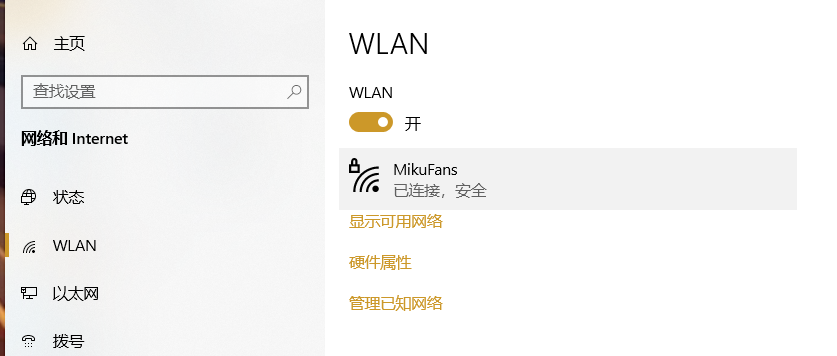 主页
查找设置
网络和 Internet
状态
WLAN
以太网
拨号
WLAN
WLAN
开
MikuFans
已连接，安全
显示可用网络
硬件属性
管理已知网络